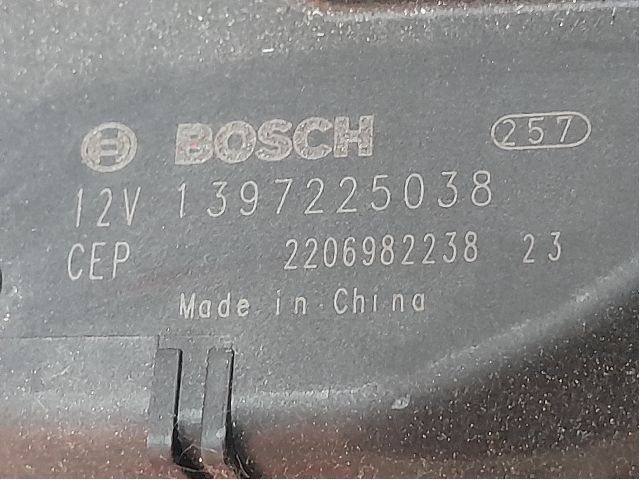 BOSCH 257
12V 1397225038
CEP 2206982238 23
Made in China